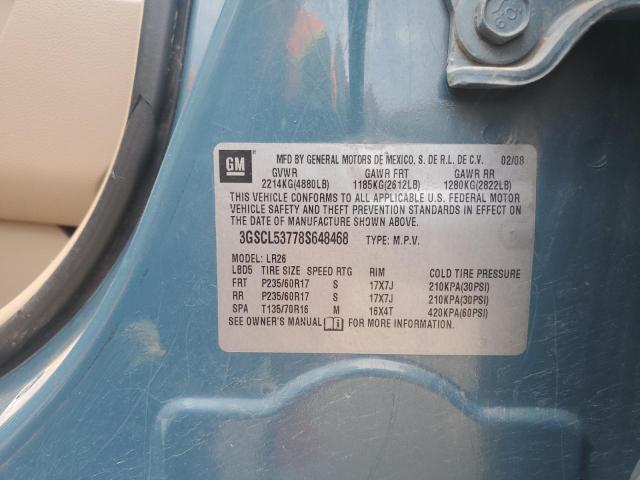 GM
MFD BY GENERAL MOTORS DE MEXICO, S. DE R.L. DE C.V. 02/08
GVWR GAWR FRT GAWR RR
2214KG(4880LB) 1185KG(2612LB) 1280KG(2822LB)
THIS VEHICLE CONFORMS TO ALL APPLICABLE U.S. FEDERAL MOTOR
VEHICLE SAFETY AND THEFT PREVENTION STANDARDS IN EFFECT ON
THE DATE OF MANUFACTURE SHOWN ABOVE.
3GSCL53778S648468 TYPE: M.P.V.
MODEL: LR26
LBD5 TIRE SIZE SPEED RTG RIM COLD TIRE PRESSURE
FRT P235/60R17 S 17X7J 210KPA(30PSI)
RR P235/60R17 S 17X7J 210KPA(30PSI)
SPA T135/70R16 M 16X4T 420KPA(60PSI)
SEE OWNER'S MANUAL FOR MORE INFORMATION